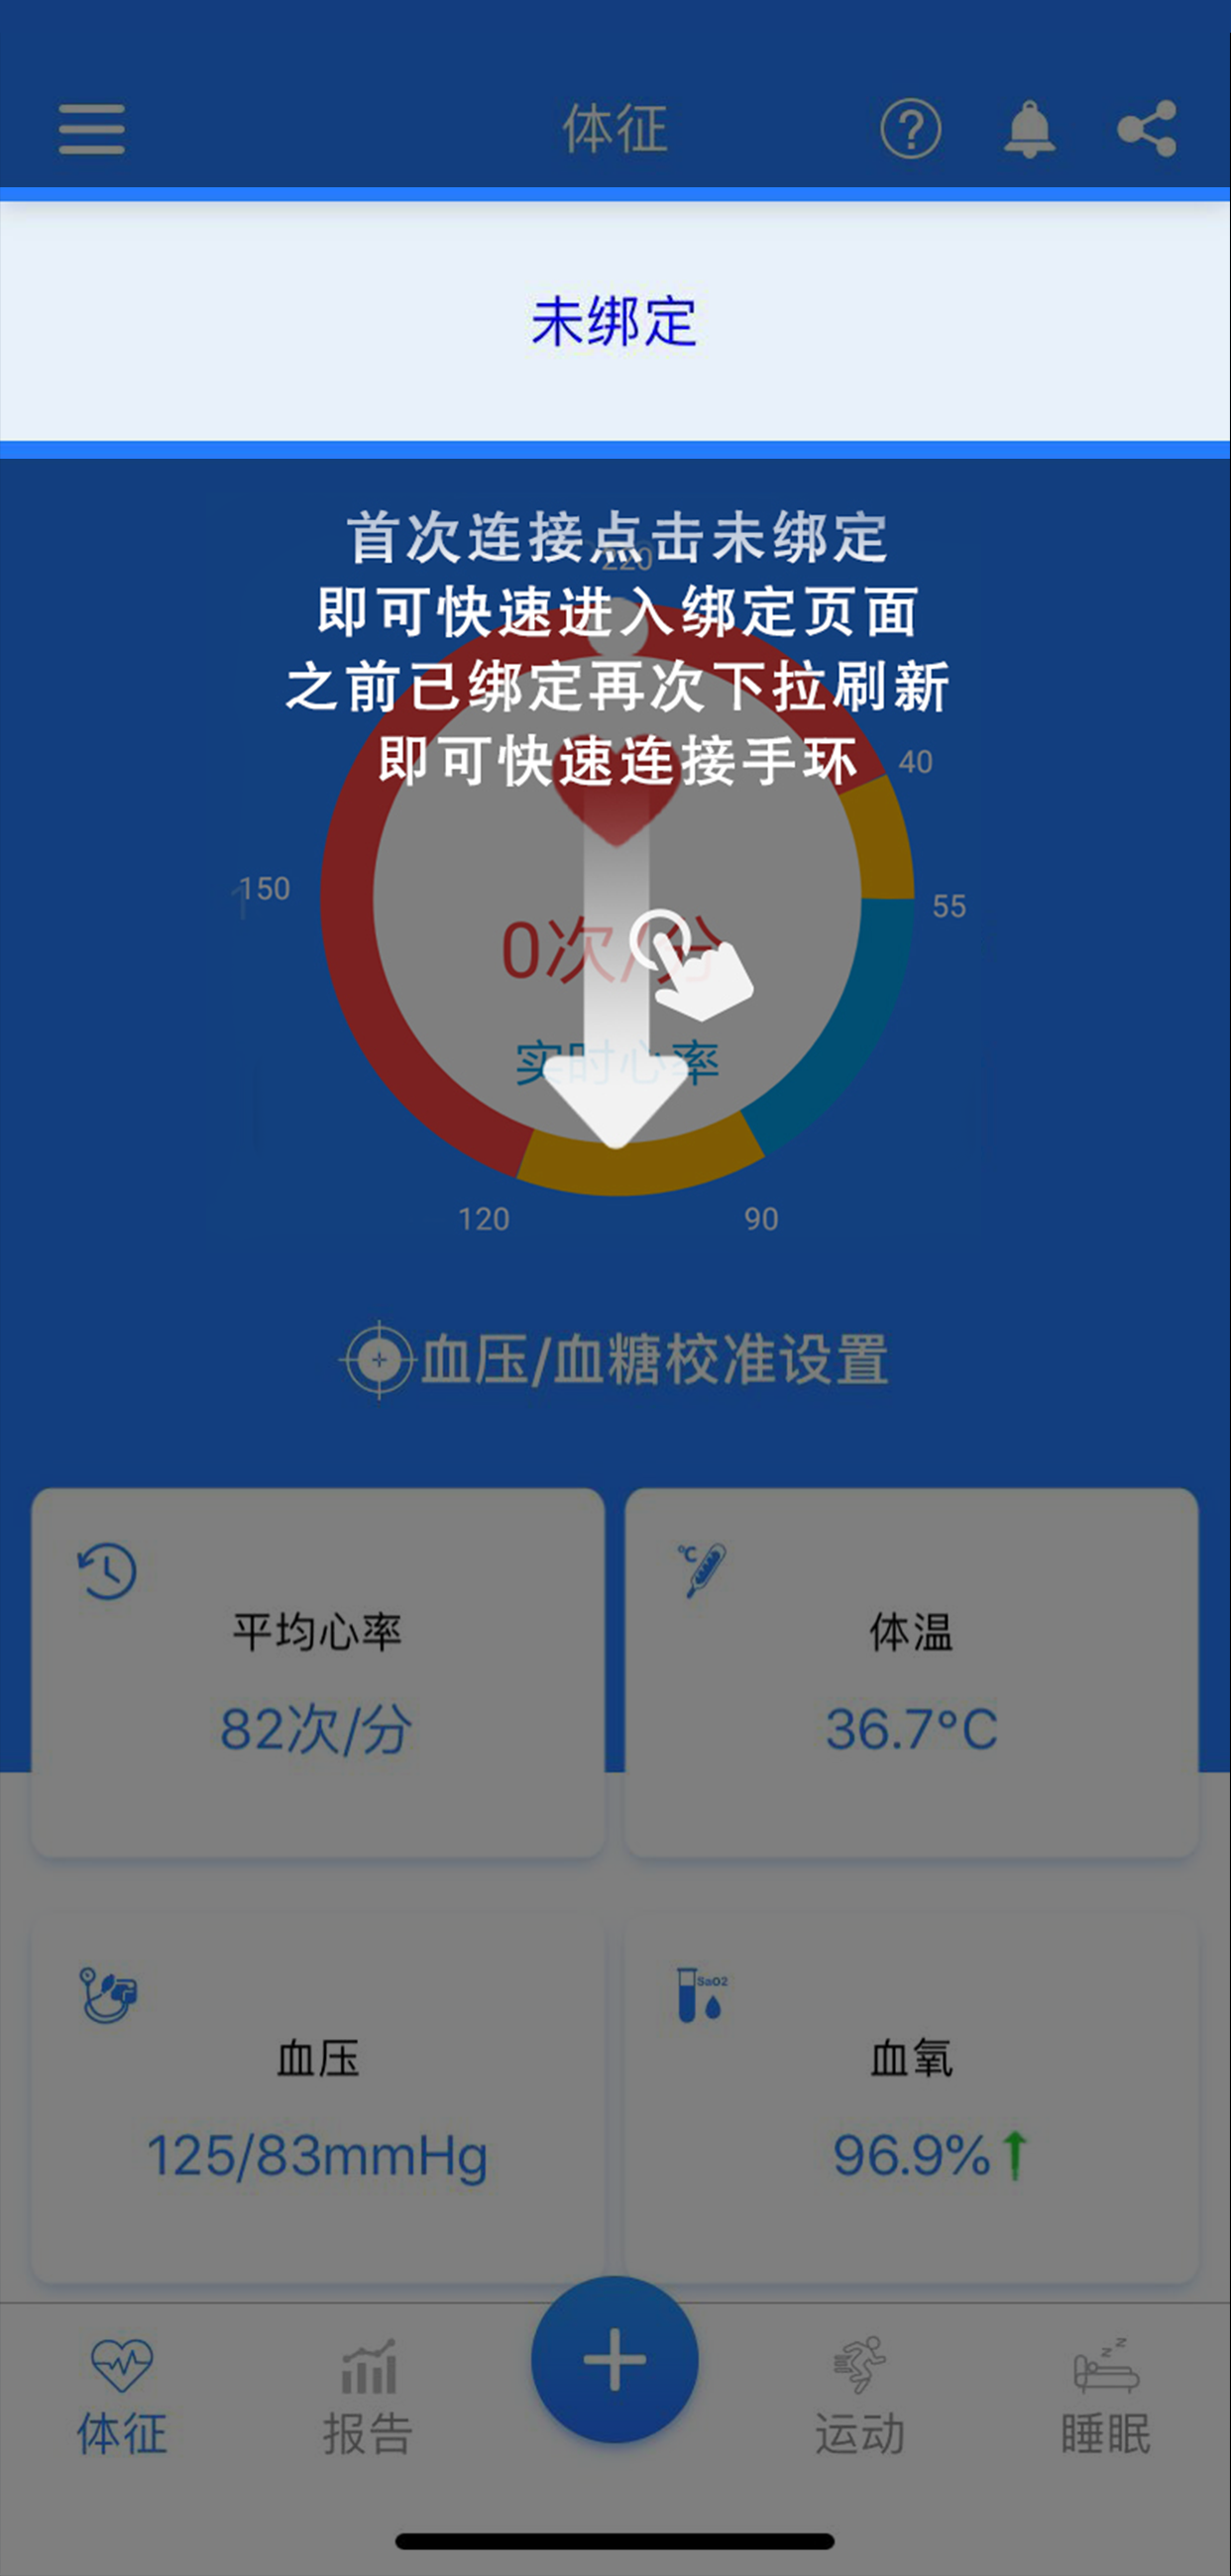 体征
未绑定
首次连接点击未绑定
220
即可快速进入绑定页面
之前已绑定再次下拉刷新
即可快速连接手环
40
150
55
0次/分
实时心率
120
90
血压/血糖校准设置
℃
平均心率
体温
82次/分
36.7°C
SaO2
血压
血氧
125/83mmHg
96.9%↑
体征
报告
运动
睡眠
z z